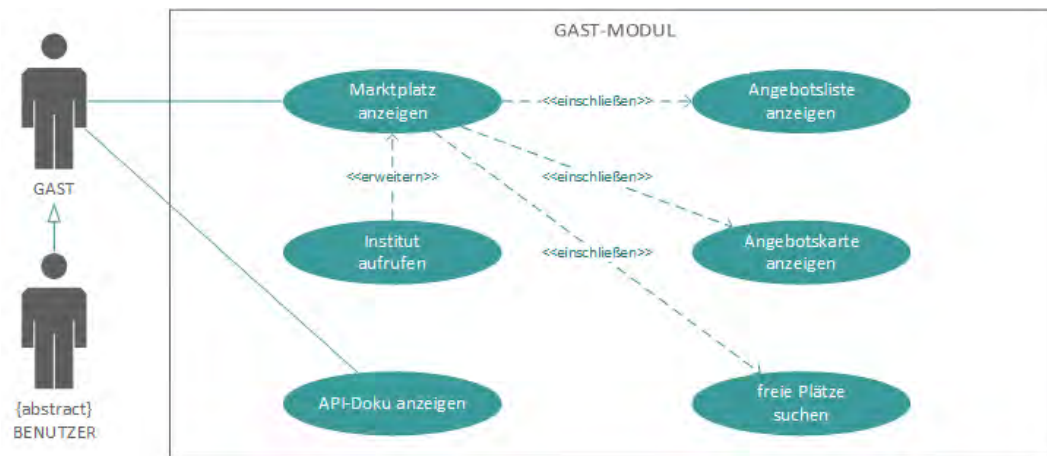 GAST-MODUL
Marktplatz
anzeigen
<<einschließen>>
Angebotsliste
anzeigen
GAST
<<erweitern>>
<<einschließen>>
Institut
aufrufen
<<einschließen>>
Angebotskarte
anzeigen
API-Doku anzeigen
freie Plätze
suchen
{abstract}
BENUTZER